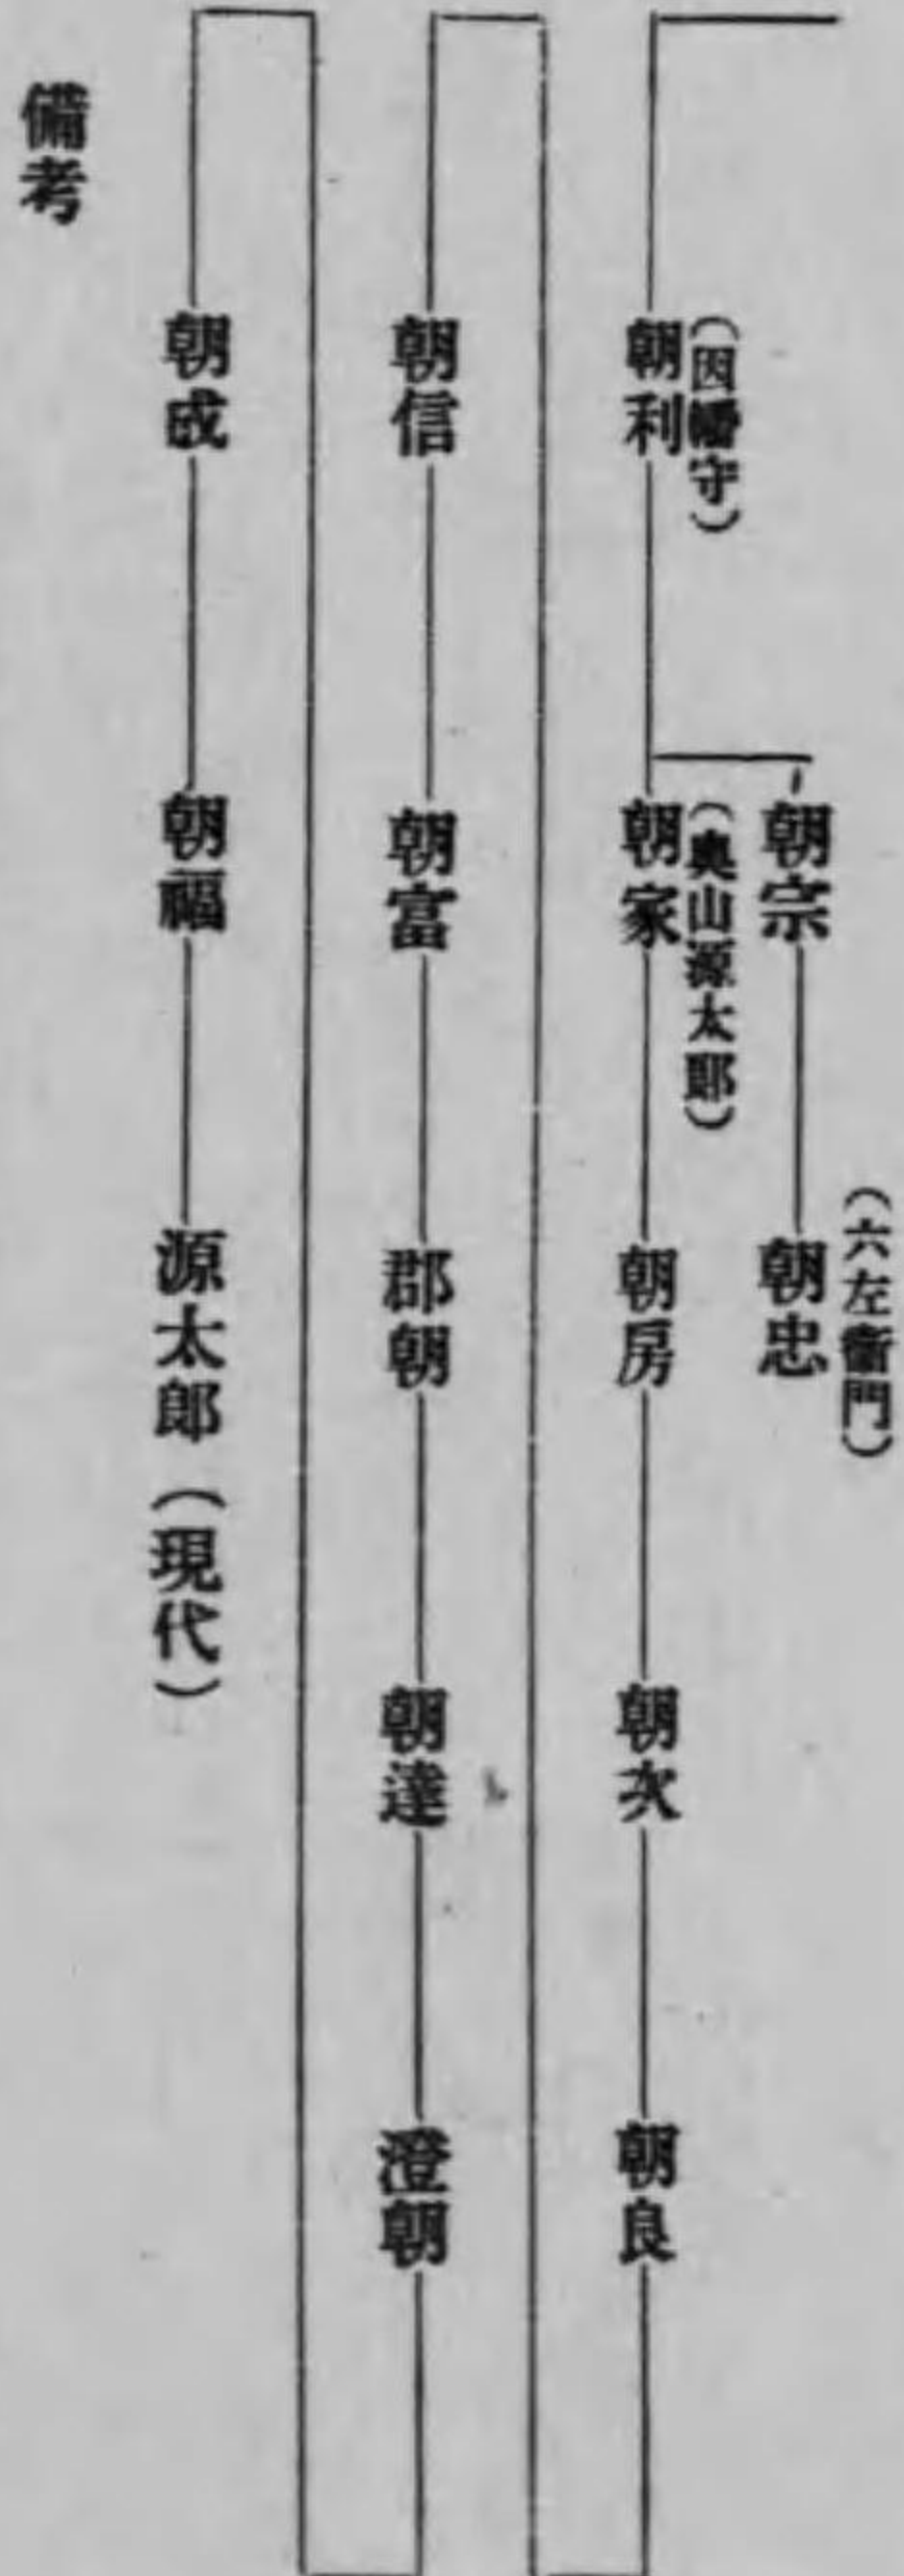 (六左衞門)
朝宗 朝忠
(因幡守) (奥山源太郎)
朝利 朝家 朝房 朝次 朝良
朝信 朝富 郡朝 朝達 澄朝
朝成 朝福 源太郎(現代)
備考